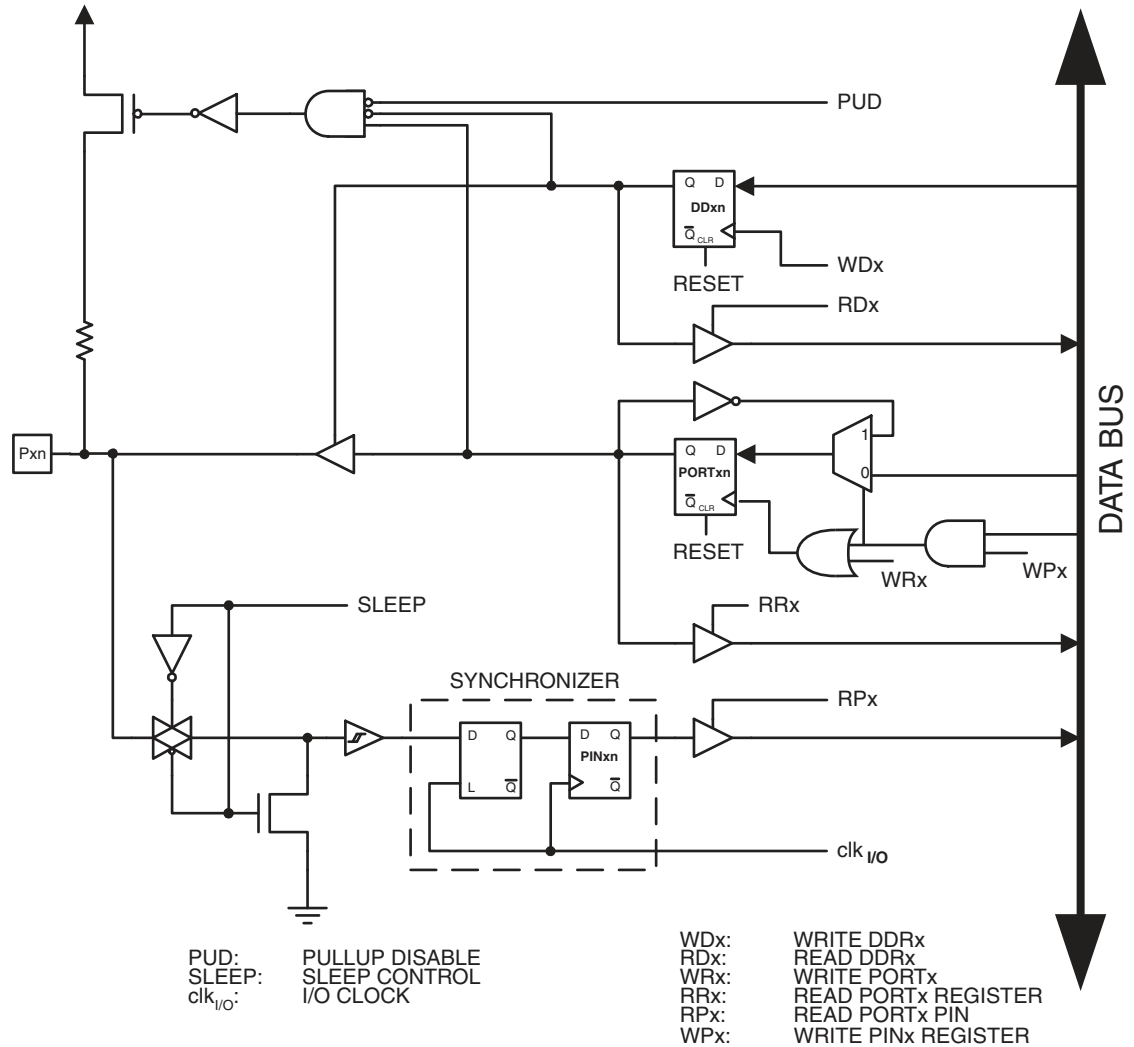 PUD
Q D
DDxn
Q CLR
WDx
RESET
RDx
Pxn
1
Q D
PORTxn
0
Q CLR
RESET
WRx
WPx
DATA BUS
SLEEP
RRx
SYNCHRONIZER
RPx
D Q
D Q
PINxn
L Q
Q
clk I/O
PUD: PULLUP DISABLE
SLEEP: SLEEP CONTROL
clkI/O: I/O CLOCK
WDx: WRITE DDRx
RDx: READ DDRx
WRx: WRITE PORTx
RRx: READ PORTx REGISTER
RPx: READ PORTx PIN
WPx: WRITE PINx REGISTER